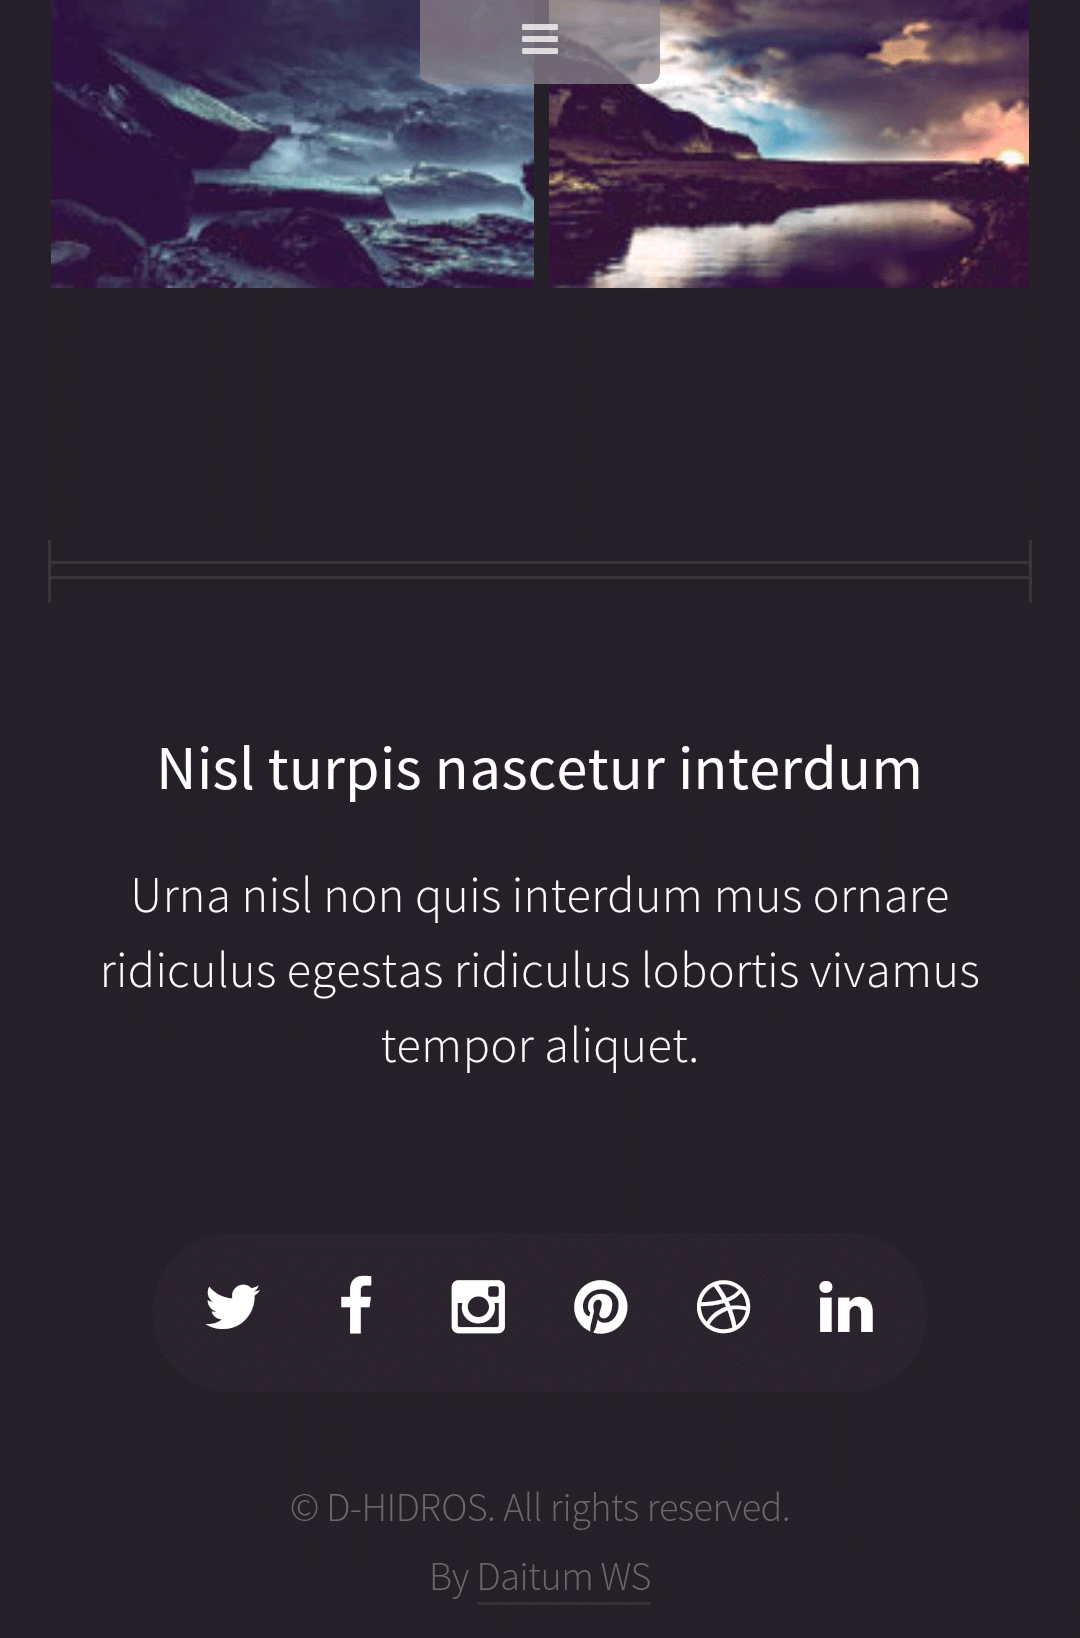 Nisl turpis nascetur interdum
Urna nisl non quis interdum mus ornare
ridiculus egestas ridiculus lobortis vivamus
tempor aliquet.
© D-HIDROS. All rights reserved.
By Daitum WS